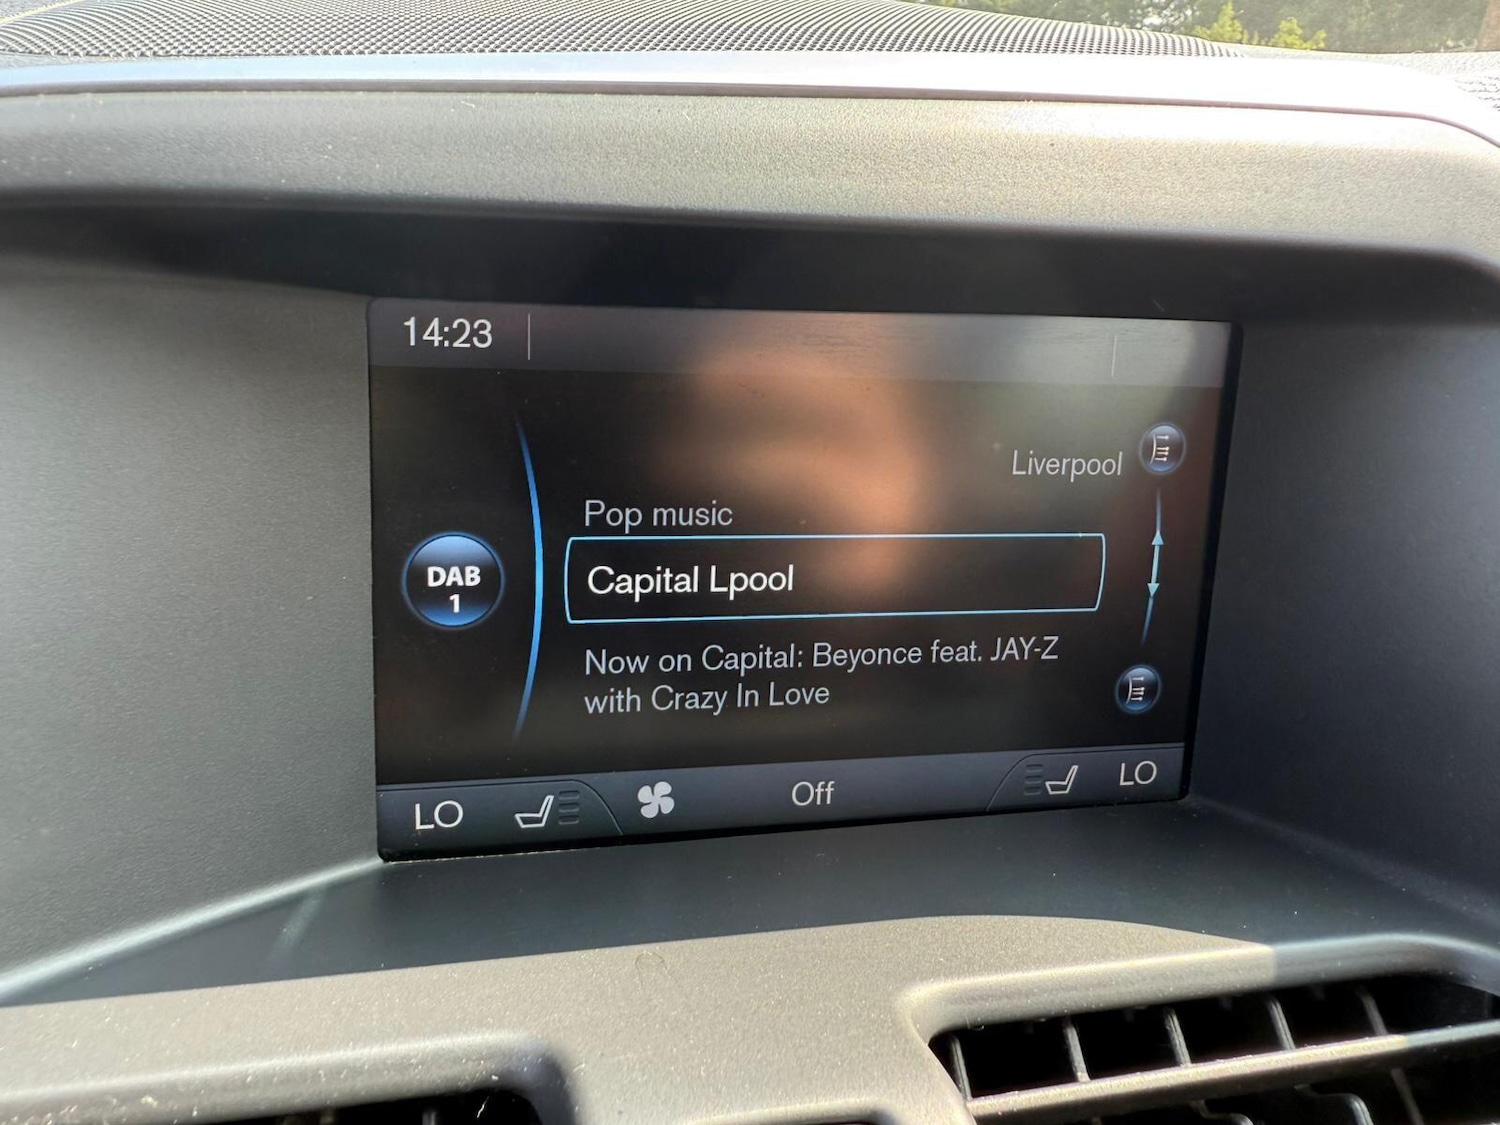 14:23
Liverpool
Pop music
DAB
1
Capital Lpool
Now on Capital: Beyonce feat. JAY-Z
with Crazy In Love
LO
Off
LO